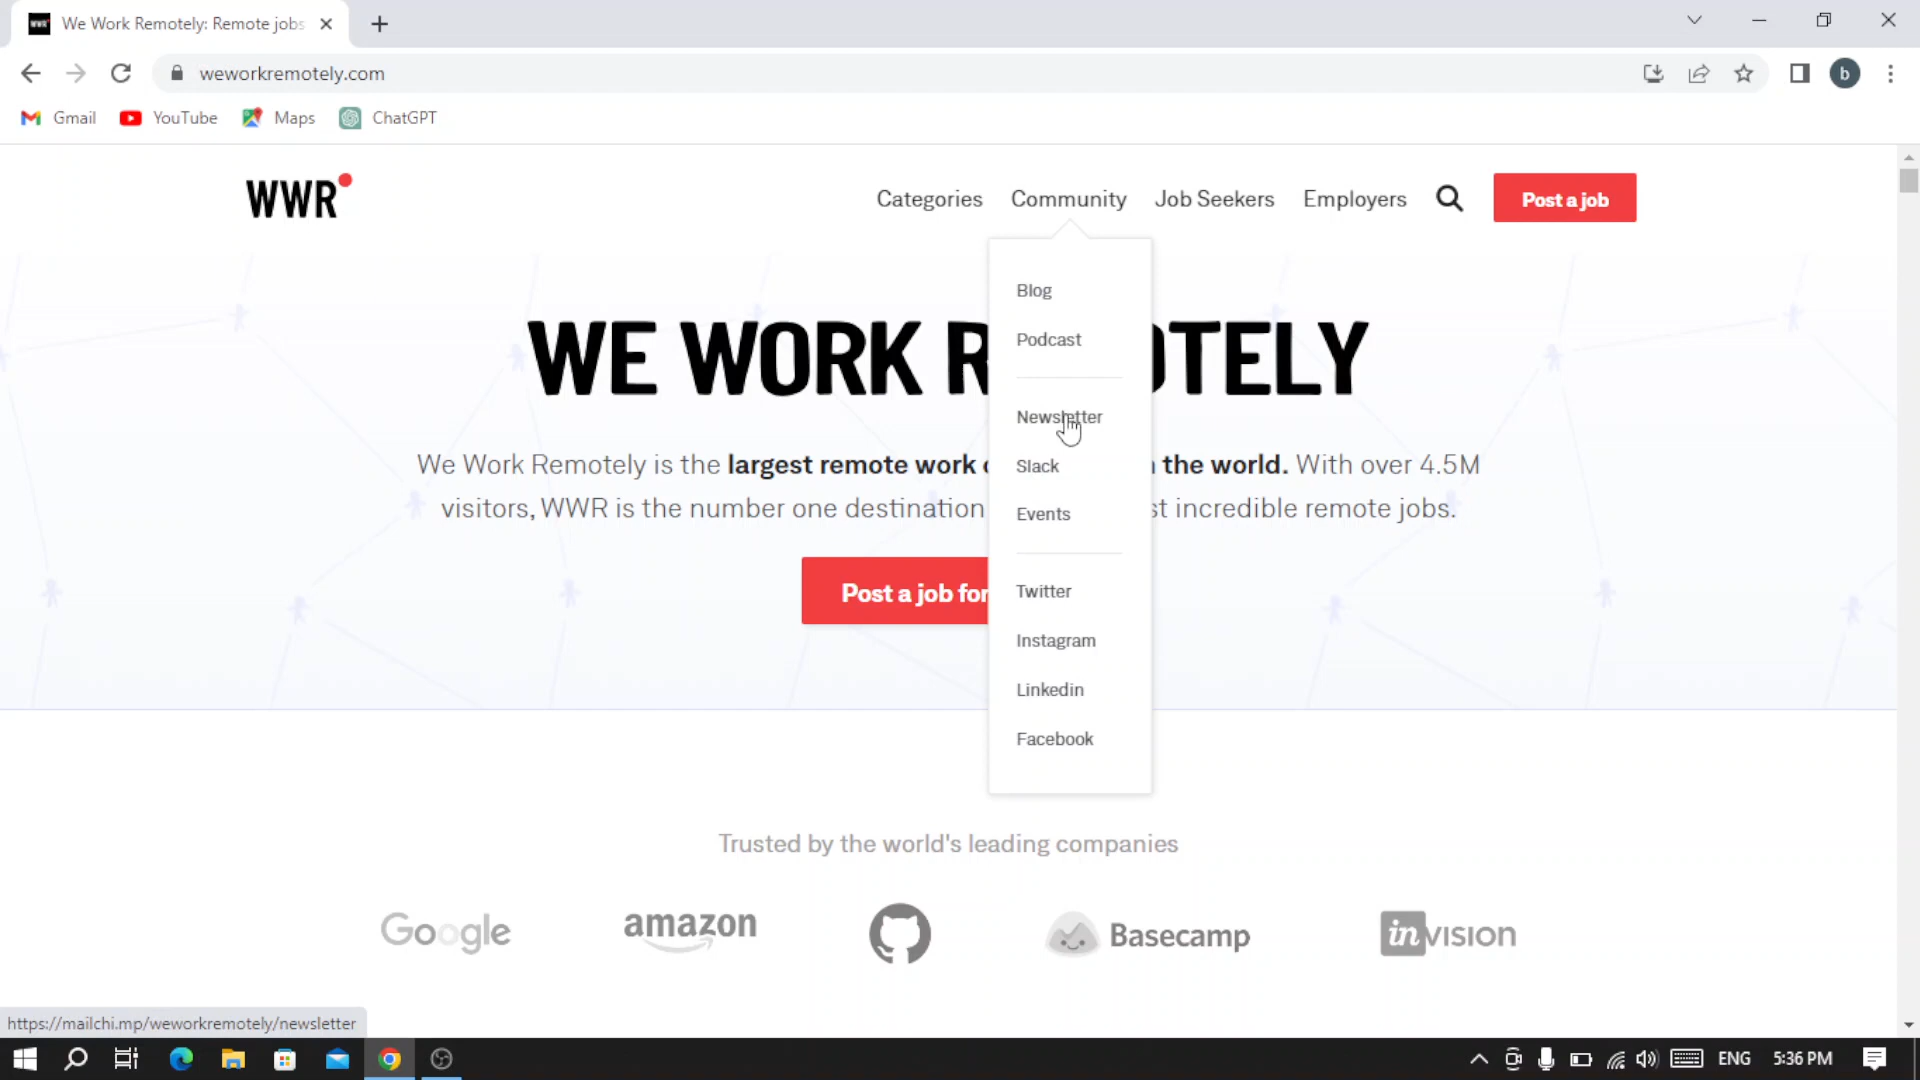 We Work Remotely: Remote jobs
weworkremotely.com
b
Gmail YouTube Maps ChatGPT
WWR
Categories Community Job Seekers Employers Post a job
Blog
Podcast
Newsletter
Slack
Events
Twitter
Instagram
Linkedin
Facebook
WE WORK R OTELY
We Work Remotely is the largest remote work the world. With over 4.5M
visitors, WWR is the number one destination incredible remote jobs.
Post a job for
Trusted by the world's leading companies
Google amazon Basecamp invision
https://mailchi.mp/weworkremotely/newsletter
ENG 5:36 PM